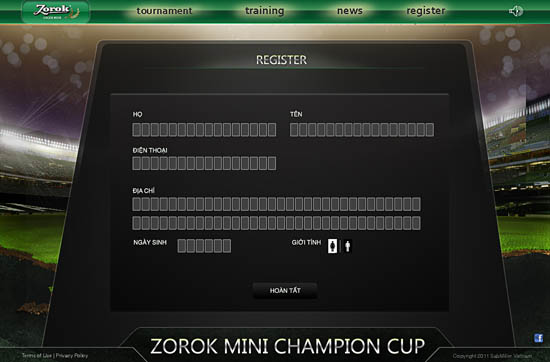 Zorok
tournament
training
news
register
REGISTER
HỌ
TÊN
ĐIỆN THOẠI
ĐỊA CHỈ
NGÀY SINH
GIỚI TÍNH
HOÀN TẤT
ZOROK MINI CHAMPION CUP
Terms of Use | Privacy Policy
Copyright 2011 SabMiller Vietnam
f